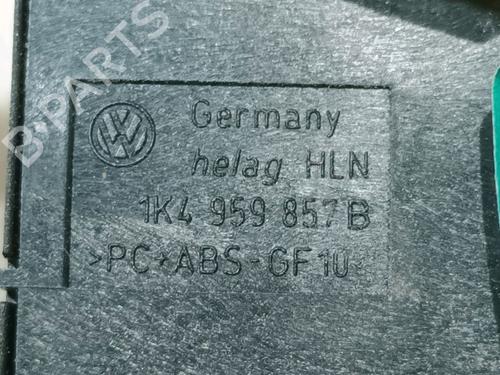 B-PARTS
Germany
helag HLN
1K4 959 857 B
>PC+ABS-GF10<